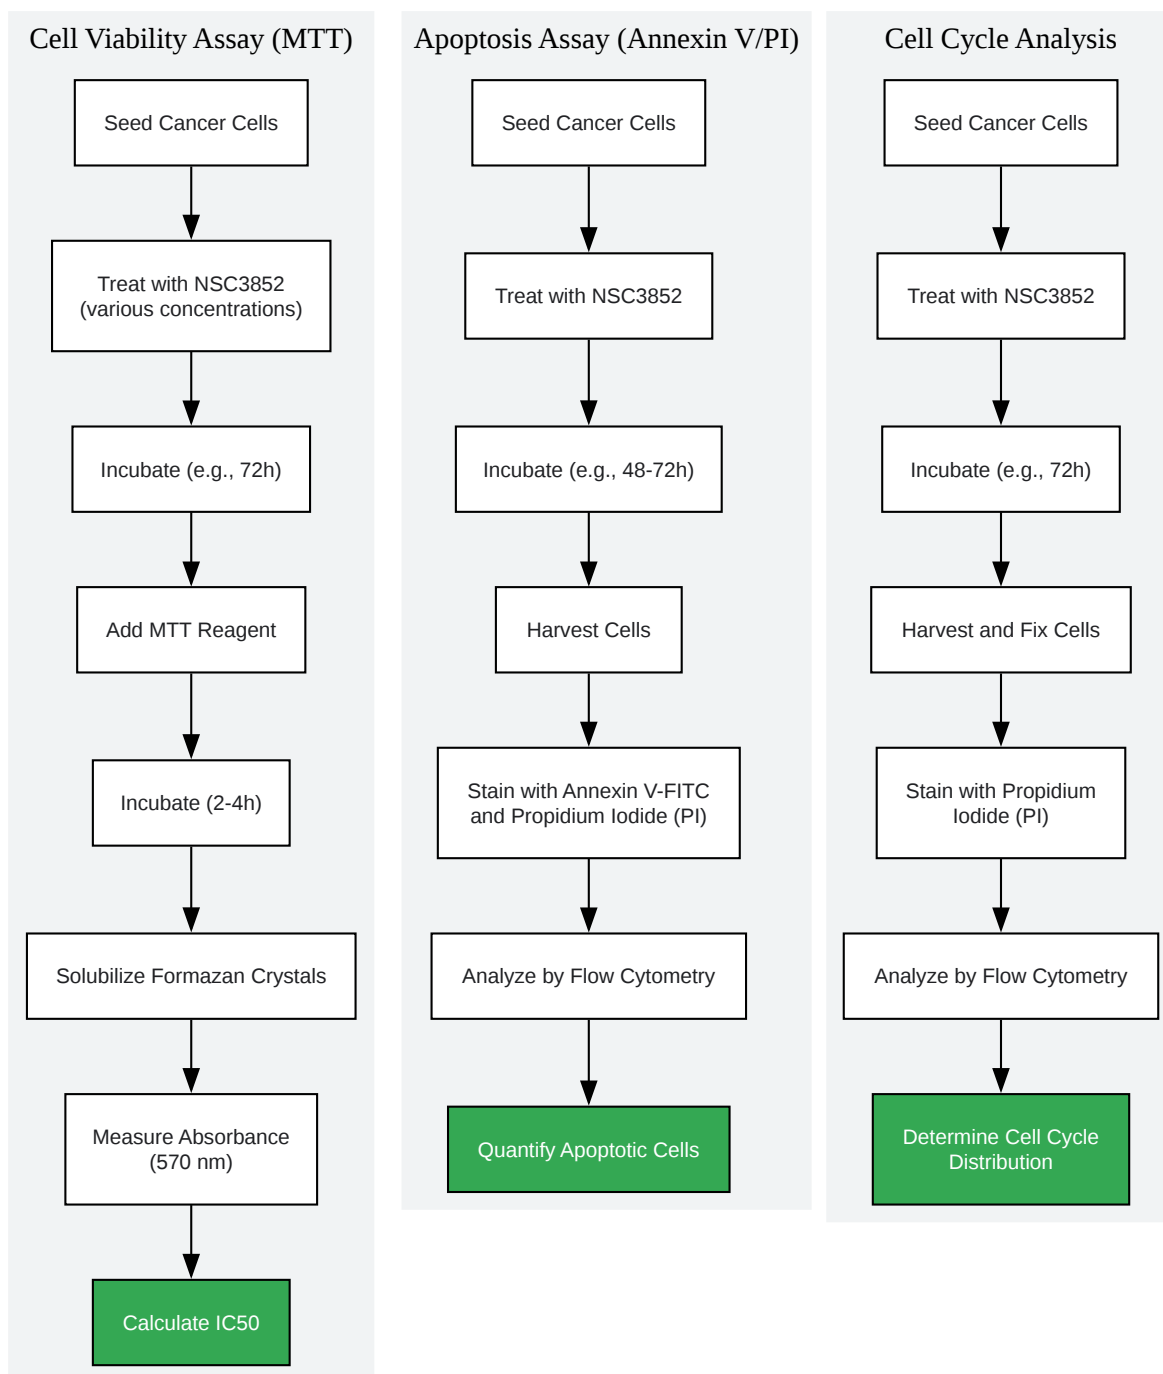 Cell Viability Assay (MTT)
Seed Cancer Cells
Treat with NSC3852
(various concentrations)
Incubate (e.g., 72h)
Add MTT Reagent
Incubate (2-4h)
Solubilize Formazan Crystals
Measure Absorbance
(570 nm)
Calculate IC50
Apoptosis Assay (Annexin V/PI)
Seed Cancer Cells
Treat with NSC3852
Incubate (e.g., 48-72h)
Harvest Cells
Stain with Annexin V-FITC
and Propidium Iodide (PI)
Analyze by Flow Cytometry
Quantify Apoptotic Cells
Cell Cycle Analysis
Seed Cancer Cells
Treat with NSC3852
Incubate (e.g., 72h)
Harvest and Fix Cells
Stain with Propidium
Iodide (PI)
Analyze by Flow Cytometry
Determine Cell Cycle
Distribution